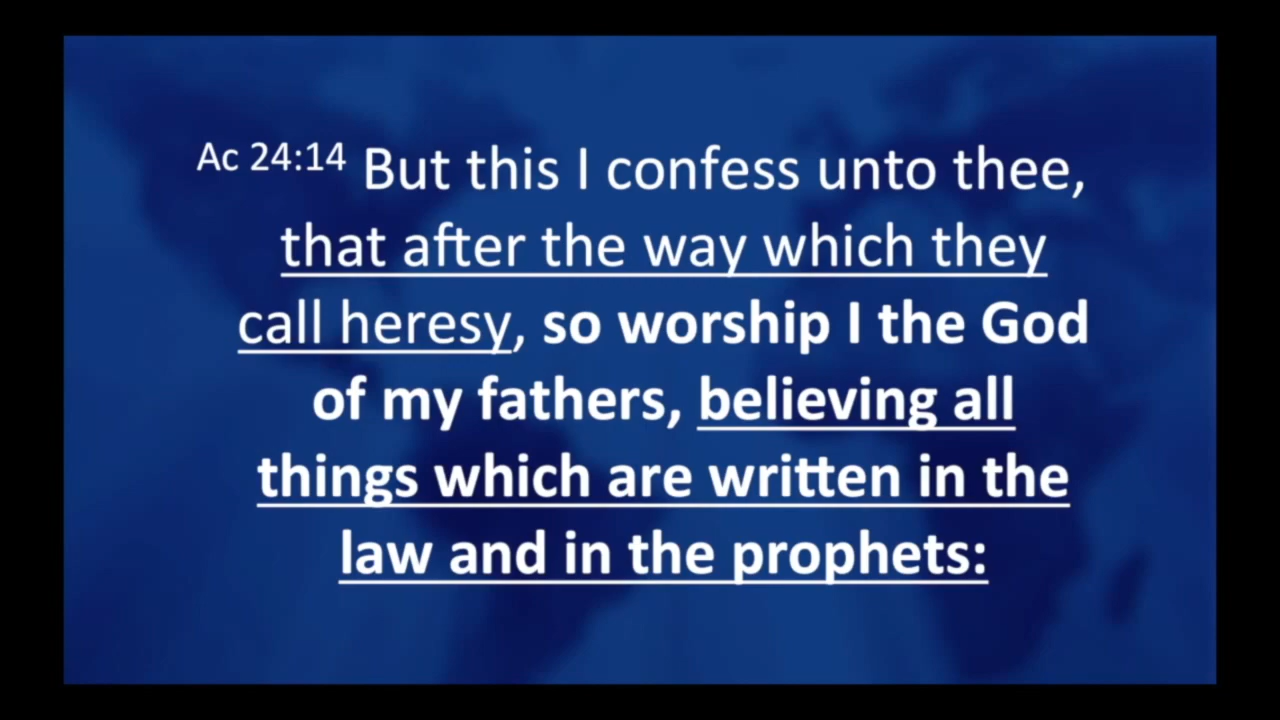 Ac 24:14 But this I confess unto thee,
that after the way which they
call heresy, so worship I the God
of my fathers, believing all
things which are written in the
law and in the prophets: